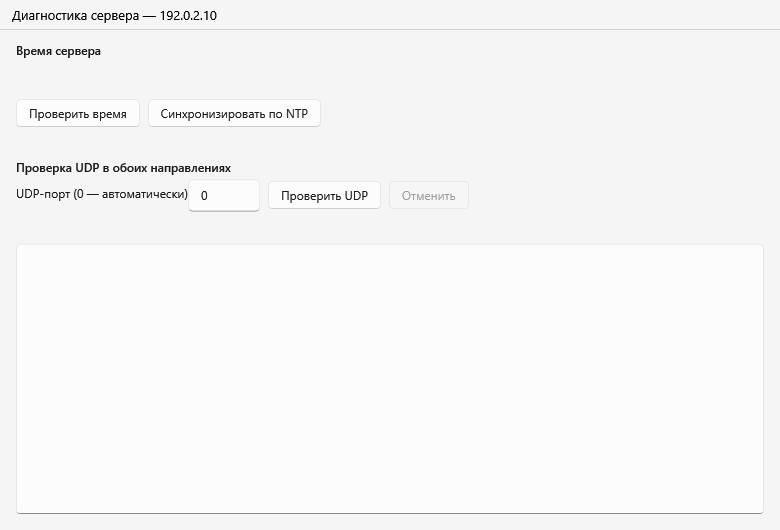 Диагностика сервера — 192.0.2.10
Время сервера
Проверить время
Синхронизировать по NTP
Проверка UDP в обоих направлениях
UDP-порт (0 — автоматически)
0
Проверить UDP
Отменить